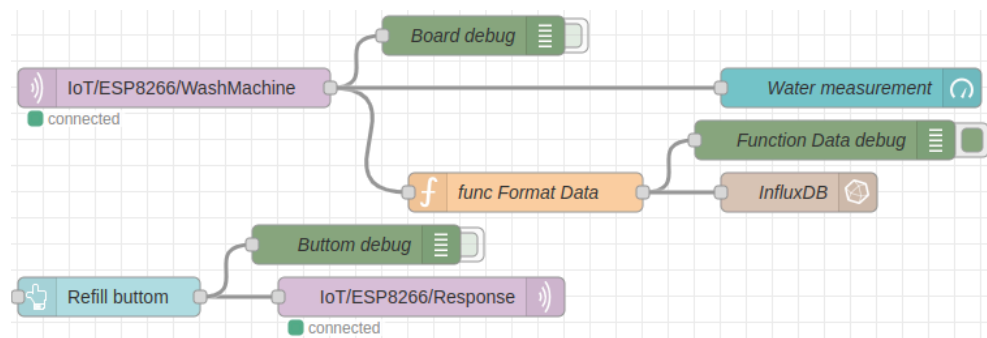 Board debug
IoT/ESP8266/WashMachine
Water measurement
connected
Function Data debug
func Format Data
InfluxDB
Buttom debug
Refill buttom
IoT/ESP8266/Response
connected